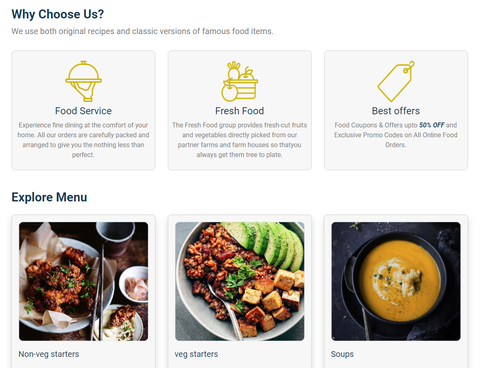 Why Choose Us?
We use both original recipes and classic versions of famous food items.
Food Service
Experience fine dining at the comfort of your
home. All our orders are carefully packed and
arranged to give you the nothing less than
perfect.
Fresh Food
The Fresh Food group provides fresh-cut fruits
and vegetables directly picked from our
partner farms and farm houses so thatyou
always get them tree to plate.
Best offers
Food Coupons & Offers upto 50% OFF and
Exclusive Promo Codes on All Online Food
Orders.
Explore Menu
Non-veg starters
veg starters
Soups